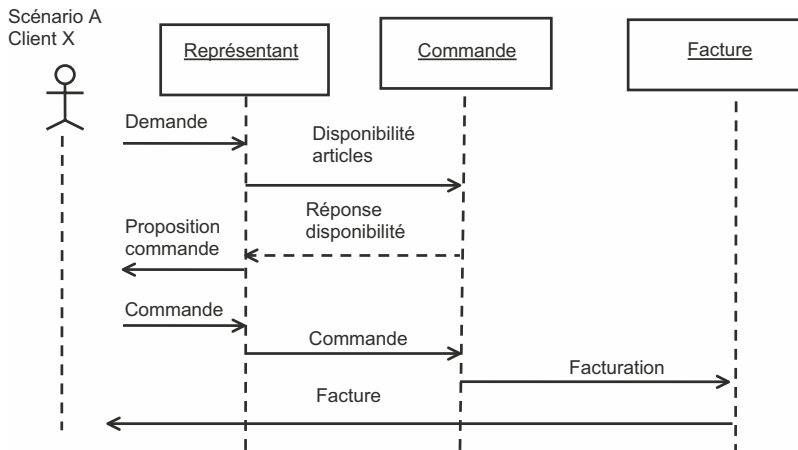 Scénario A
Client X
Représentant
Commande
Facture
Demande
Disponibilité
articles
Réponse
disponibilité
Proposition
commande
Commande
Commande
Facturation
Facture